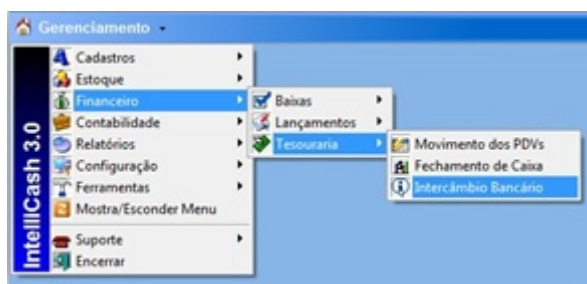 Gerenciamento
IntelliCash 3.0
Cadastros
Estoque
Financeiro
Contabilidade
Relatórios
Configuração
Ferramentas
Mostra/Esconder Menu
Suporte
Encerrar
Baixas
Lançamentos
Tesouraria
Movimento dos PDVs
Fechamento de Caixa
Intercâmbio Bancário